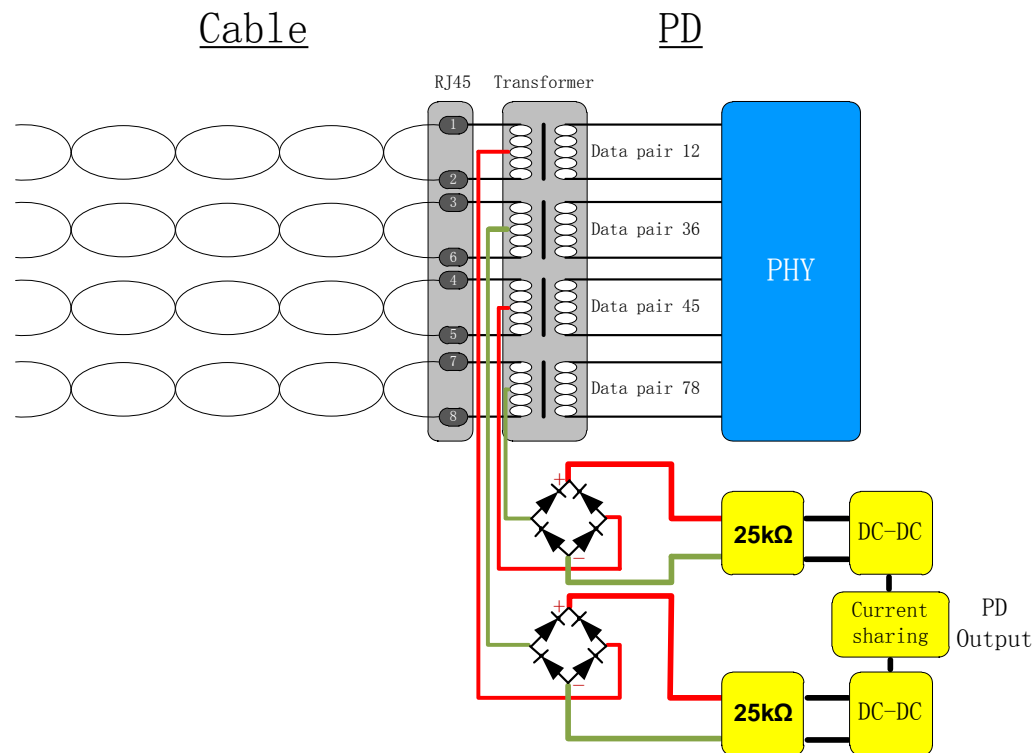 Cable
PD
RJ45
Transformer
1
2
3
6
4
5
7
8
Data pair 12
Data pair 36
Data pair 45
Data pair 78
PHY
+
−
25kΩ
DC-DC
Current
sharing
PD
Output
+
−
25kΩ
DC-DC